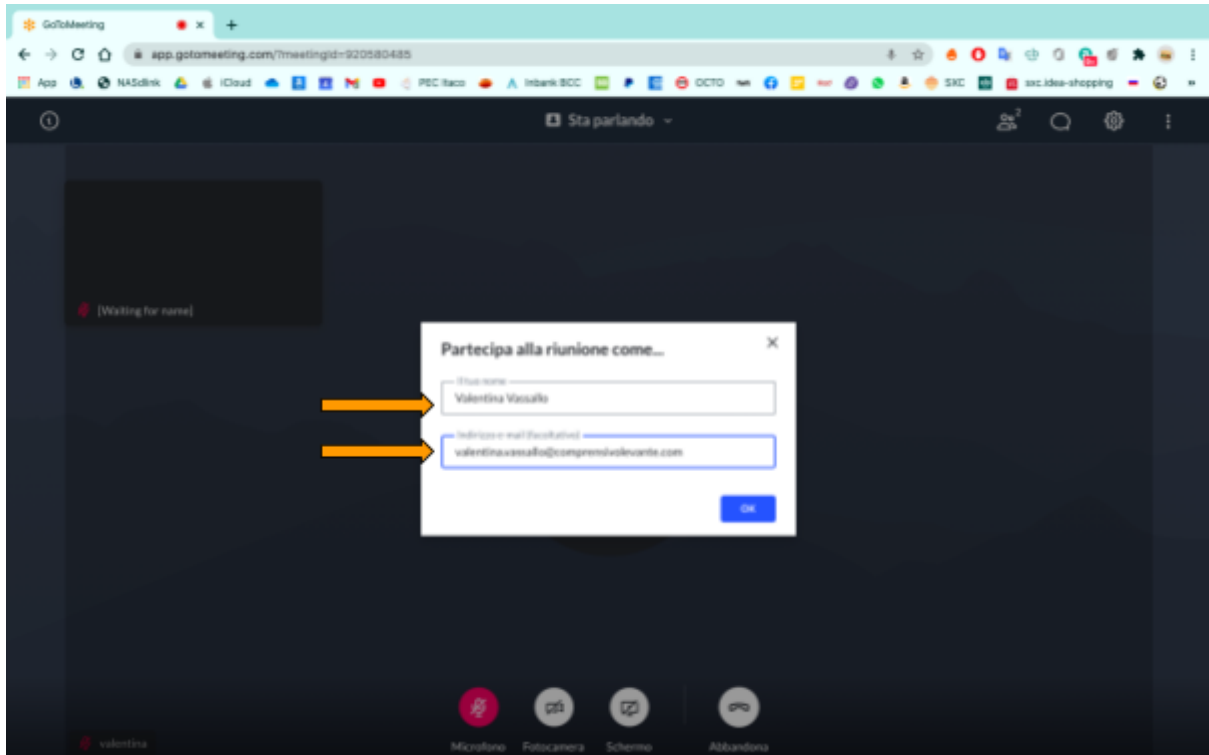 GoToMeeting
app.gotomeeting.com/?meetingId=920580485
App NASdlink iCloud PEC Itaco Inbank BCC OCTO SXC sxc.idea-shopping
Sta parlando
2
[Waiting for name]
Partecipa alla riunione come...
Il tuo nome
Valentina Vassallo
Indirizzo e-mail (facoltativo)
valentina.vassallo@comprensivolevante.com
OK
Microfono Fotocamera Schermo Abbandona
valentina